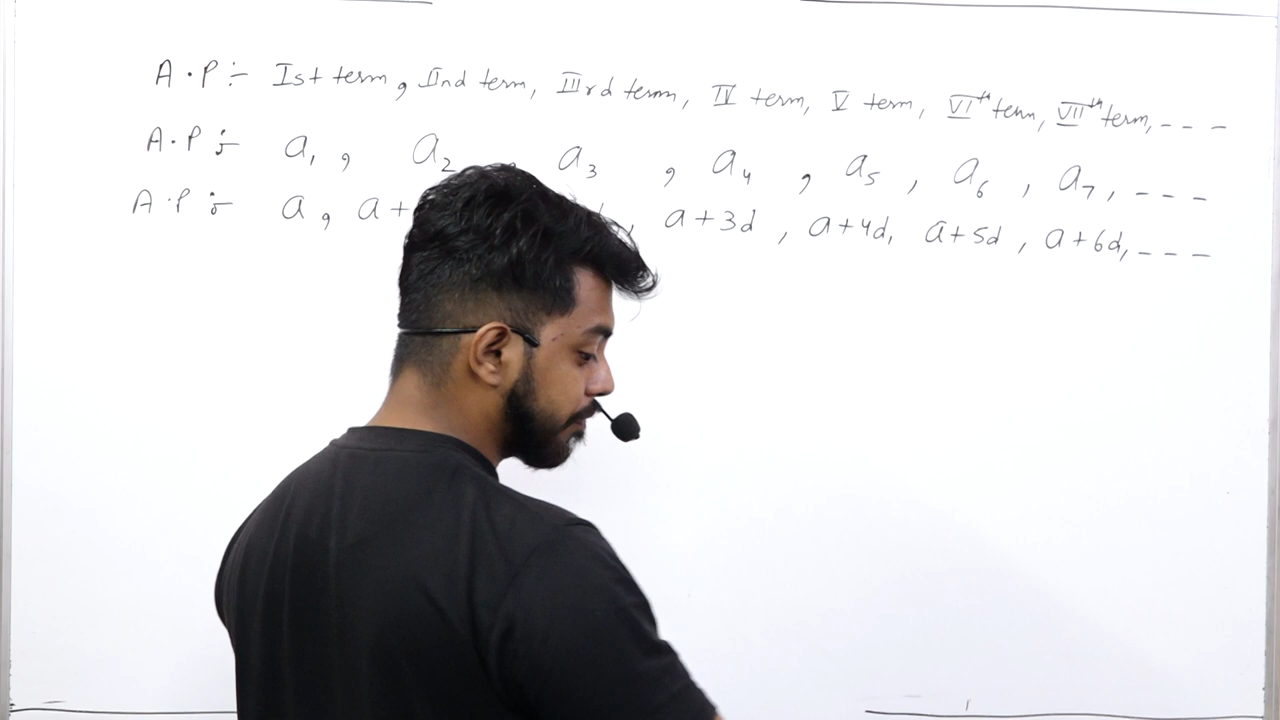 A.P:- Ist term, IInd term, IIIrd term, IV term, V term, VIth term, VIIth term, - - -
A.P:- a1, a2, a3, a4, a5, a6, a7, - - -
A.P:- a, a+ , a+3d, a+4d, a+5d, a+6d, - - -